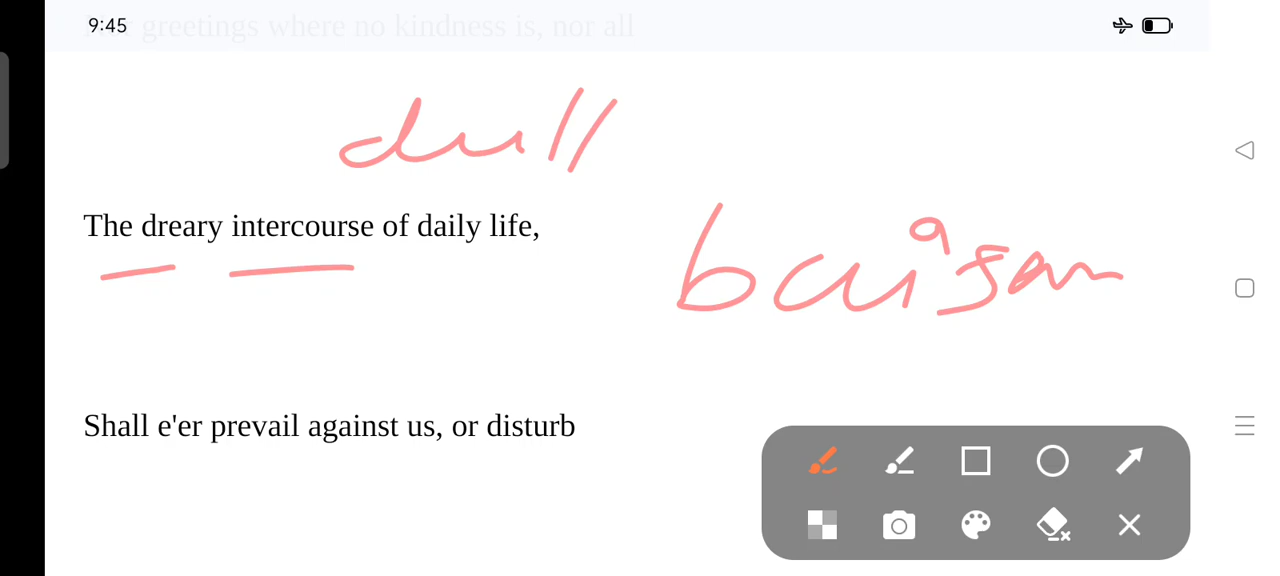 9:45
Nor greetings where no kindness is, nor all
dull
The dreary intercourse of daily life,
Shall e'er prevail against us, or disturb